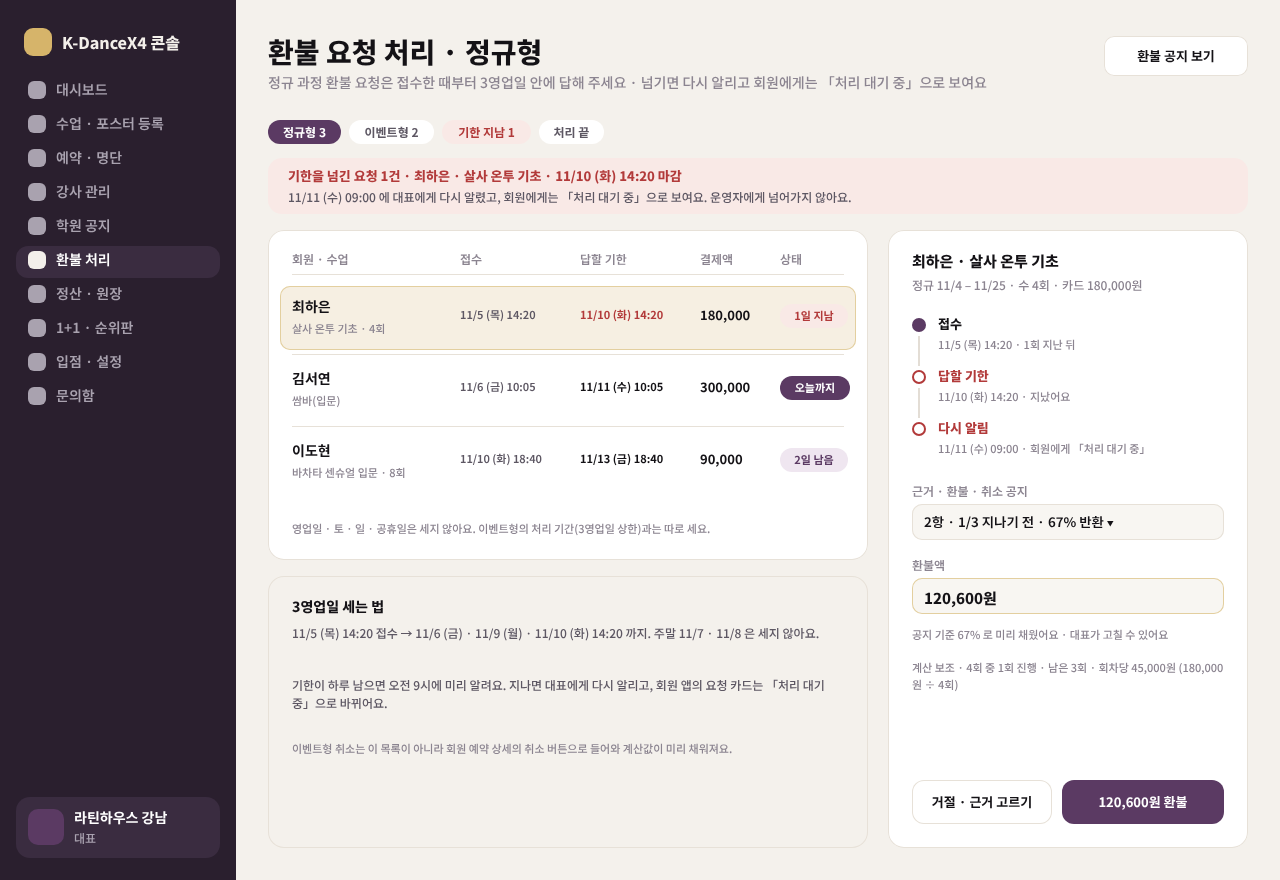 K-DanceX4 콘솔
대시보드
수업 · 포스터 등록
예약 · 명단
강사 관리
학원 공지
환불 처리
정산 · 원장
1+1 · 순위판
입점 · 설정
문의함
라틴하우스 강남
대표
환불 요청 처리 · 정규형
정규 과정 환불 요청은 접수한 때부터 3영업일 안에 답해 주세요 · 넘기면 다시 알리고 회원에게는 「처리 대기 중」으로 보여요
환불 공지 보기
정규형 3
이벤트형 2
기한 지남 1
처리 끝
기한을 넘긴 요청 1건 · 최하은 · 살사 온투 기초 · 11/10 (화) 14:20 마감
11/11 (수) 09:00 에 대표에게 다시 알렸고, 회원에게는 「처리 대기 중」으로 보여요. 운영자에게 넘어가지 않아요.
회원 · 수업 접수 답할 기한 결제액 상태
최하은
살사 온투 기초 · 4회
11/5 (목) 14:20
11/10 (화) 14:20
180,000
1일 지남
김서연
쌈바(입문)
11/6 (금) 10:05
11/11 (수) 10:05
300,000
오늘까지
이도현
바차타 센슈얼 입문 · 8회
11/10 (화) 18:40
11/13 (금) 18:40
90,000
2일 남음
영업일 · 토 · 일 · 공휴일은 세지 않아요. 이벤트형의 처리 기간(3영업일 상한)과는 따로 세요.
3영업일 세는 법
11/5 (목) 14:20 접수 → 11/6 (금) · 11/9 (월) · 11/10 (화) 14:20 까지. 주말 11/7 · 11/8 은 세지 않아요.
기한이 하루 남으면 오전 9시에 미리 알려요. 지나면 대표에게 다시 알리고, 회원 앱의 요청 카드는 「처리 대기
중」으로 바뀌어요.
이벤트형 취소는 이 목록이 아니라 회원 예약 상세의 취소 버튼으로 들어와 계산값이 미리 채워져요.
최하은 · 살사 온투 기초
정규 11/4 – 11/25 · 수 4회 · 카드 180,000원
접수
11/5 (목) 14:20 · 1회 지난 뒤
답할 기한
11/10 (화) 14:20 · 지났어요
다시 알림
11/11 (수) 09:00 · 회원에게 「처리 대기 중」
근거 · 환불 · 취소 공지
2항 · 1/3 지나기 전 · 67% 반환 ▾
환불액
120,600원
공지 기준 67% 로 미리 채웠어요 · 대표가 고칠 수 있어요
계산 보조 · 4회 중 1회 진행 · 남은 3회 · 회차당 45,000원 (180,000
원 ÷ 4회)
거절 · 근거 고르기
120,600원 환불